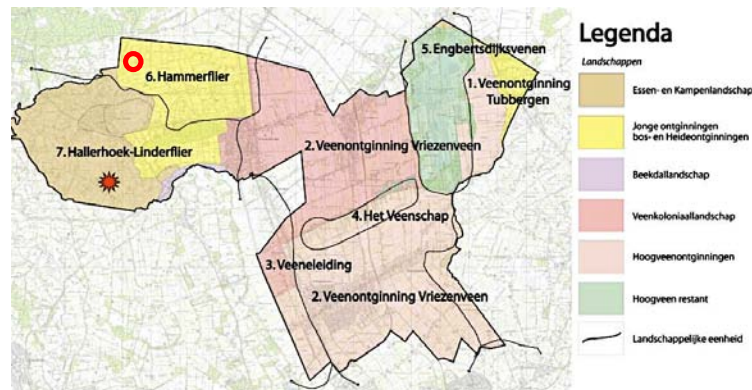 5. Engbertsdijksvenen
6. Hammerflier
1. Veenontginning
Tubbergen
7. Hallerhoek-Linderflier
2. Veenontginning Vriezenveen
4. Het Veenschap
3. Veeneleiding
2. Veenontginning Vriezenveen
Legenda
Landschappen
Essen- en Kampenlandschap
Jonge ontginningen
bos- en Heideontginningen
Beekdallandschap
Veenkoloniaallandschap
Hoogveenontginningen
Hoogveen restant
Landschappelijke eenheid